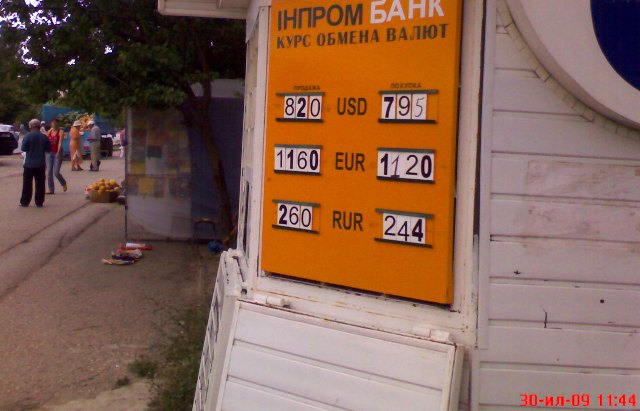 ІНПРОМ БАНК
КУРС ОБМЕНА ВАЛЮТ
ПРОДАЖА ПОКУПКА
820 USD 795
1160 EUR 1120
260 RUR 244
30-ил-09 11:44